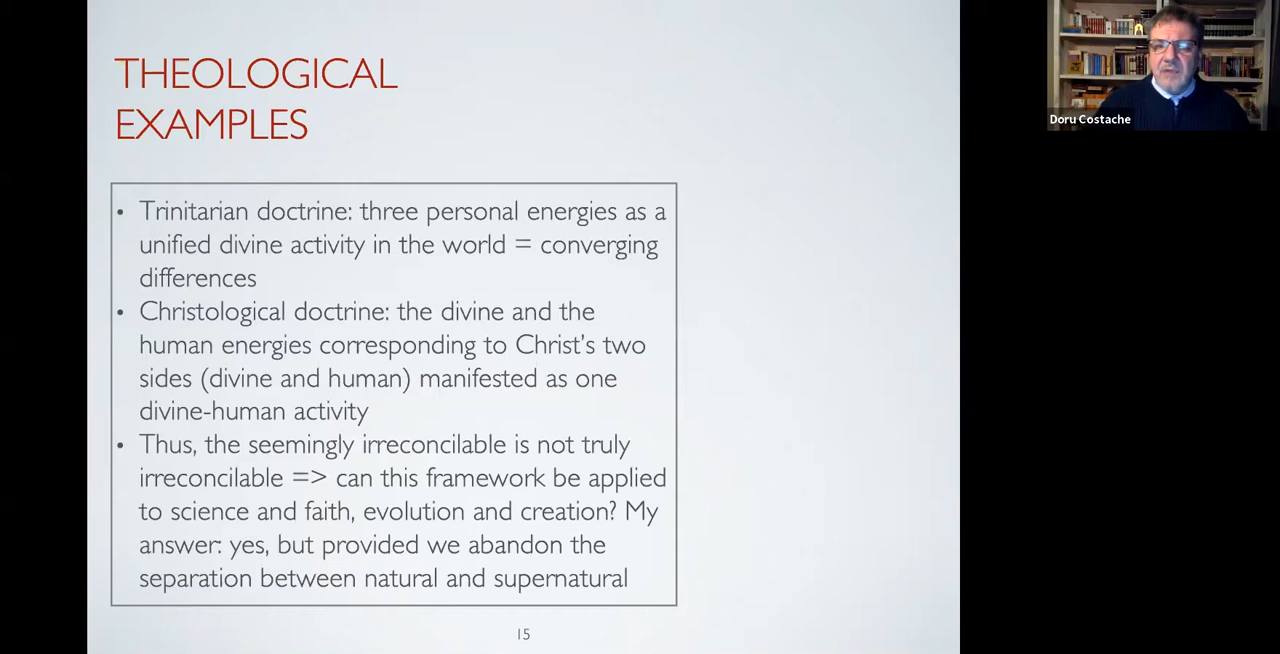 THEOLOGICAL
EXAMPLES
• Trinitarian doctrine: three personal energies as a
unified divine activity in the world = converging
differences
• Christological doctrine: the divine and the
human energies corresponding to Christ's two
sides (divine and human) manifested as one
divine-human activity
• Thus, the seemingly irreconcilable is not truly
irreconcilable => can this framework be applied
to science and faith, evolution and creation? My
answer: yes, but provided we abandon the
separation between natural and supernatural
15
Doru Costache